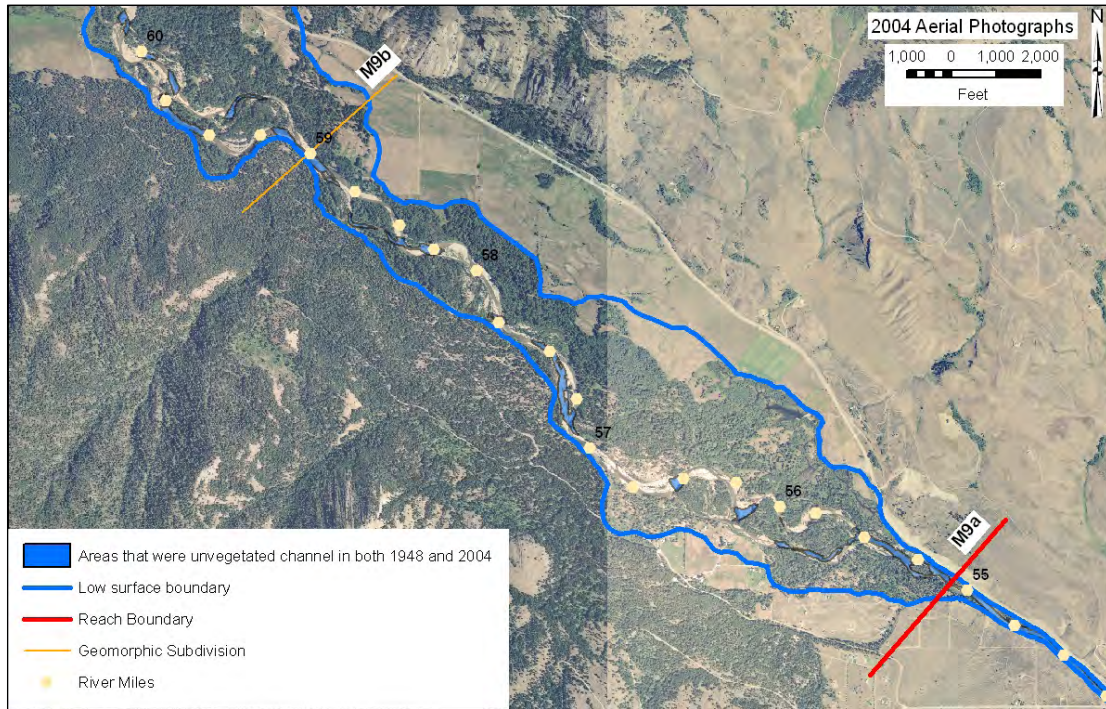 N
2004 Aerial Photographs
1,000 0 1,000 2,000
Feet
60
M9b
59
58
57
56
M9a
55
Areas that were unvegetated channel in both 1948 and 2004
Low surface boundary
Reach Boundary
Geomorphic Subdivision
River Miles